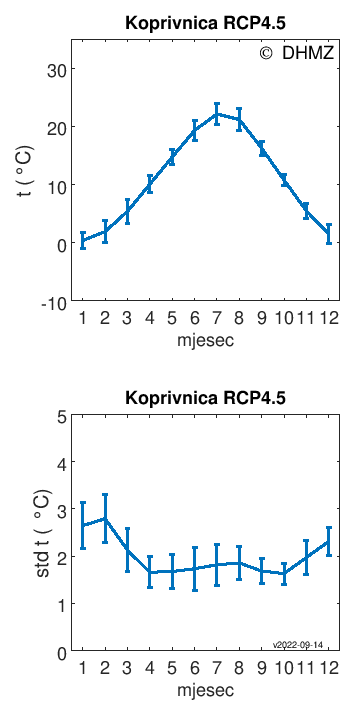 Koprivnica RCP4.5
© DHMZ
30
20
10
0
-10
t ( °C)
1 2 3 4 5 6 7 8 9 10 11 12
mjesec
Koprivnica RCP4.5
5
4
3
2
1
0
std t ( °C)
v2022-09-14
1 2 3 4 5 6 7 8 9 10 11 12
mjesec